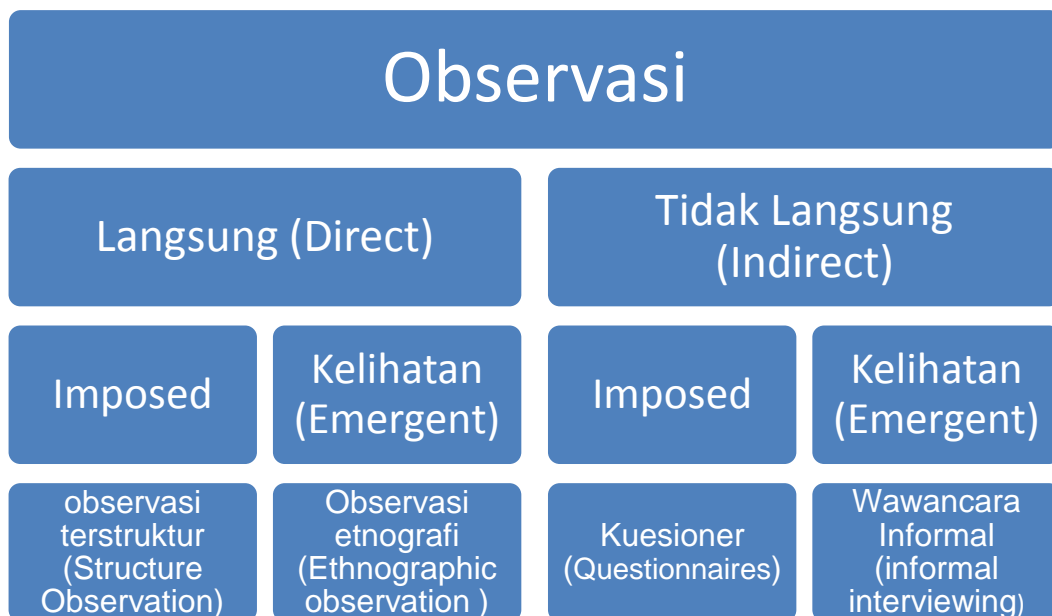 Observasi
Langsung (Direct)
Tidak Langsung
(Indirect)
Imposed
Kelihatan
(Emergent)
Imposed
Kelihatan
(Emergent)
observasi
terstruktur
(Structure
Observation)
Observasi
etnografi
(Ethnographic
observation )
Kuesioner
(Questionnaires)
Wawancara
Informal
(informal
interviewing)